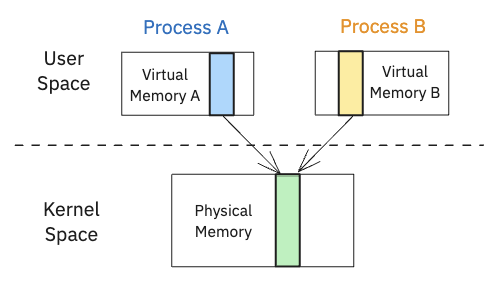 Process A
Process B
User
Space
Virtual
Memory A
Virtual
Memory B
Kernel
Space
Physical
Memory